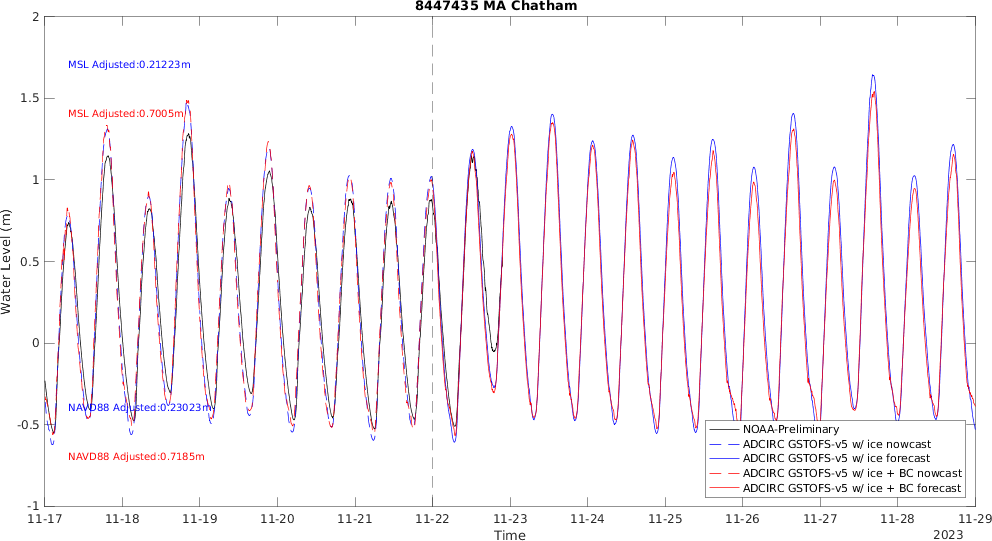 8447435 MA Chatham
2
1.5
1
0.5
0
-0.5
-1
Water Level (m)
MSL Adjusted:0.21223m
MSL Adjusted:0.7005m
NAVD88 Adjusted:0.23023m
NAVD88 Adjusted:0.7185m
NOAA-Preliminary
ADCIRC GSTOFS-v5 w/ ice nowcast
ADCIRC GSTOFS-v5 w/ ice forecast
ADCIRC GSTOFS-v5 w/ ice + BC nowcast
ADCIRC GSTOFS-v5 w/ ice + BC forecast
11-17 11-18 11-19 11-20 11-21 11-22 11-23 11-24 11-25 11-26 11-27 11-28 11-29
Time
2023